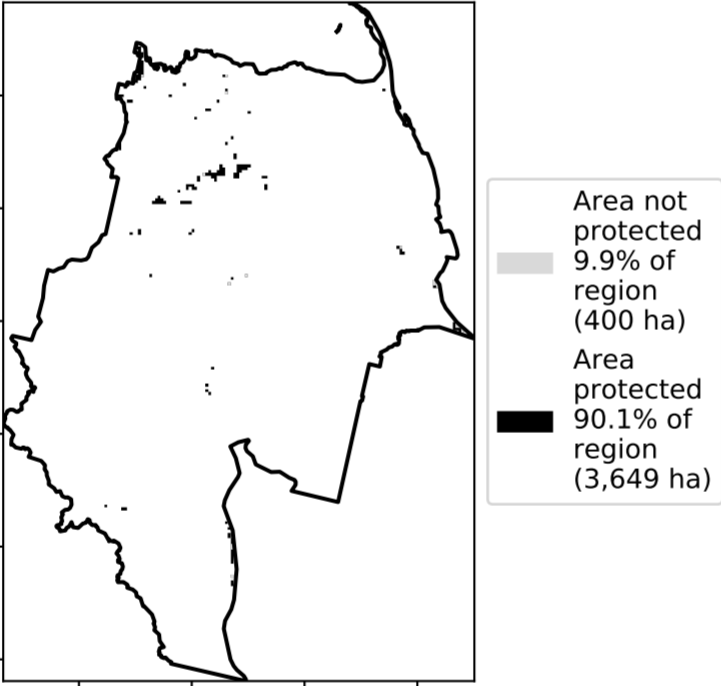 Area not
protected
9.9% of
region
(400 ha)
Area
protected
90.1% of
region
(3,649 ha)